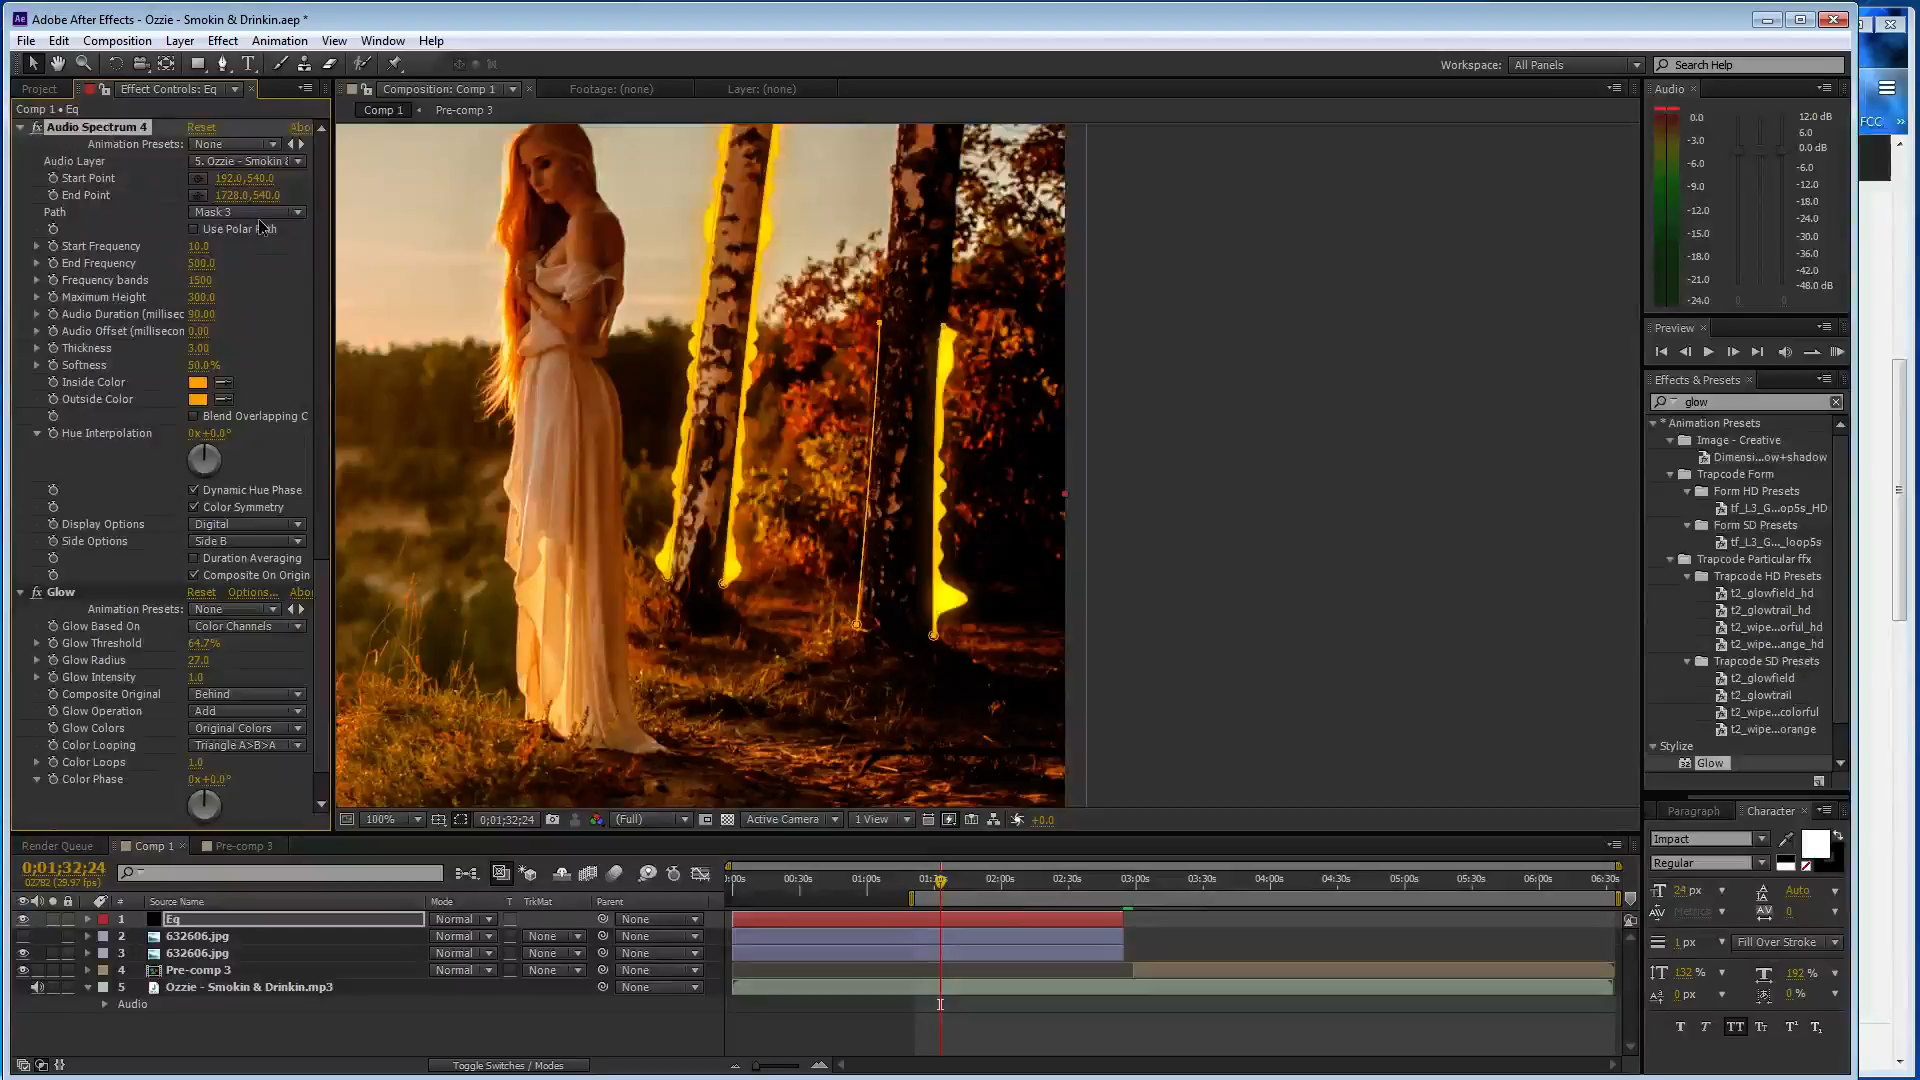 Adobe After Effects - Ozzie - Smokin & Drinkin.aep *
File Edit Composition Layer Effect Animation View Window Help
Workspace: All Panels Search Help
Project Effect Controls: Eq Composition: Comp 1 Footage: (none) Layer: (none) Audio
Comp 1 • Eq
Comp 1 Pre-comp 3
Audio Spectrum 4 Reset Abo
Animation Presets: None
Audio Layer 5. Ozzie - Smokin &
Start Point 192.0,540.0
End Point 1728.0,540.0
Path Mask 3
Use Polar
Start Frequency 10.0
End Frequency 500.0
Frequency bands 1500
Maximum Height 300.0
Audio Duration (millisec 90.00
Audio Offset (millisecon 0.00
Thickness 3.00
Softness 50.0%
Inside Color
Outside Color
Blend Overlapping C
Hue Interpolation 0x+0.0°
Dynamic Hue Phase
Color Symmetry
Display Options Digital
Side Options Side B
Duration Averaging
Composite On Origin
Glow Reset Options... Abo
Animation Presets: None
Glow Based On Color Channels
Glow Threshold 64.7%
Glow Radius 27.0
Glow Intensity 1.0
Composite Original Behind
Glow Operation Add
Glow Colors Original Colors
Color Looping Triangle A>B>A
Color Loops 1.0
Color Phase 0x+0.0°
100% 0;01;32;24 (Full) Active Camera 1 View +0.0
FCC »
0.0 12.0 dB
-3.0 6.0
-6.0 0.0 dB
-9.0 -6.0
-12.0 -12.0
-15.0 -18.0
-18.0 -24.0
-21.0 -30.0
-24.0 -36.0
-42.0
-48.0 dB
0 0
Preview
Effects & Presets
glow
* Animation Presets
Image - Creative
Dimensi...ow+shadow
Trapcode Form
Form HD Presets
tf_L3_G...op5s_HD
Form SD Presets
tf_L3_G..._loop5s
Trapcode Particular ffx
Trapcode HD Presets
t2_glowfield_hd
t2_glowtrail_hd
t2_wipe...orful_hd
t2_wipe...ange_hd
Trapcode SD Presets
t2_glowfield
t2_glowtrail
t2_wipe...colorful
t2_wipe...orange
Stylize
32 Glow
Paragraph Character
Impact
Regular
24 px Auto
Metrics 0
1 px Fill Over Stroke
132 % 192 %
0 px 0 %
T T TT Tт T¹ T₁
Render Queue Comp 1 Pre-comp 3
0;01;32;24
02782 (29.97 fps)
:00s 00:30s 01:00s 01:30s 02:00s 02:30s 03:00s 03:30s 04:00s 04:30s 05:00s 05:30s 06:00s 06:30s
# Source Name Mode T TrkMat Parent
1 Eq Normal None
2 632606.jpg Normal None None
3 632606.jpg Normal None None
4 Pre-comp 3 Normal None None
5 Ozzie - Smokin & Drinkin.mp3 None
Audio
Toggle Switches / Modes